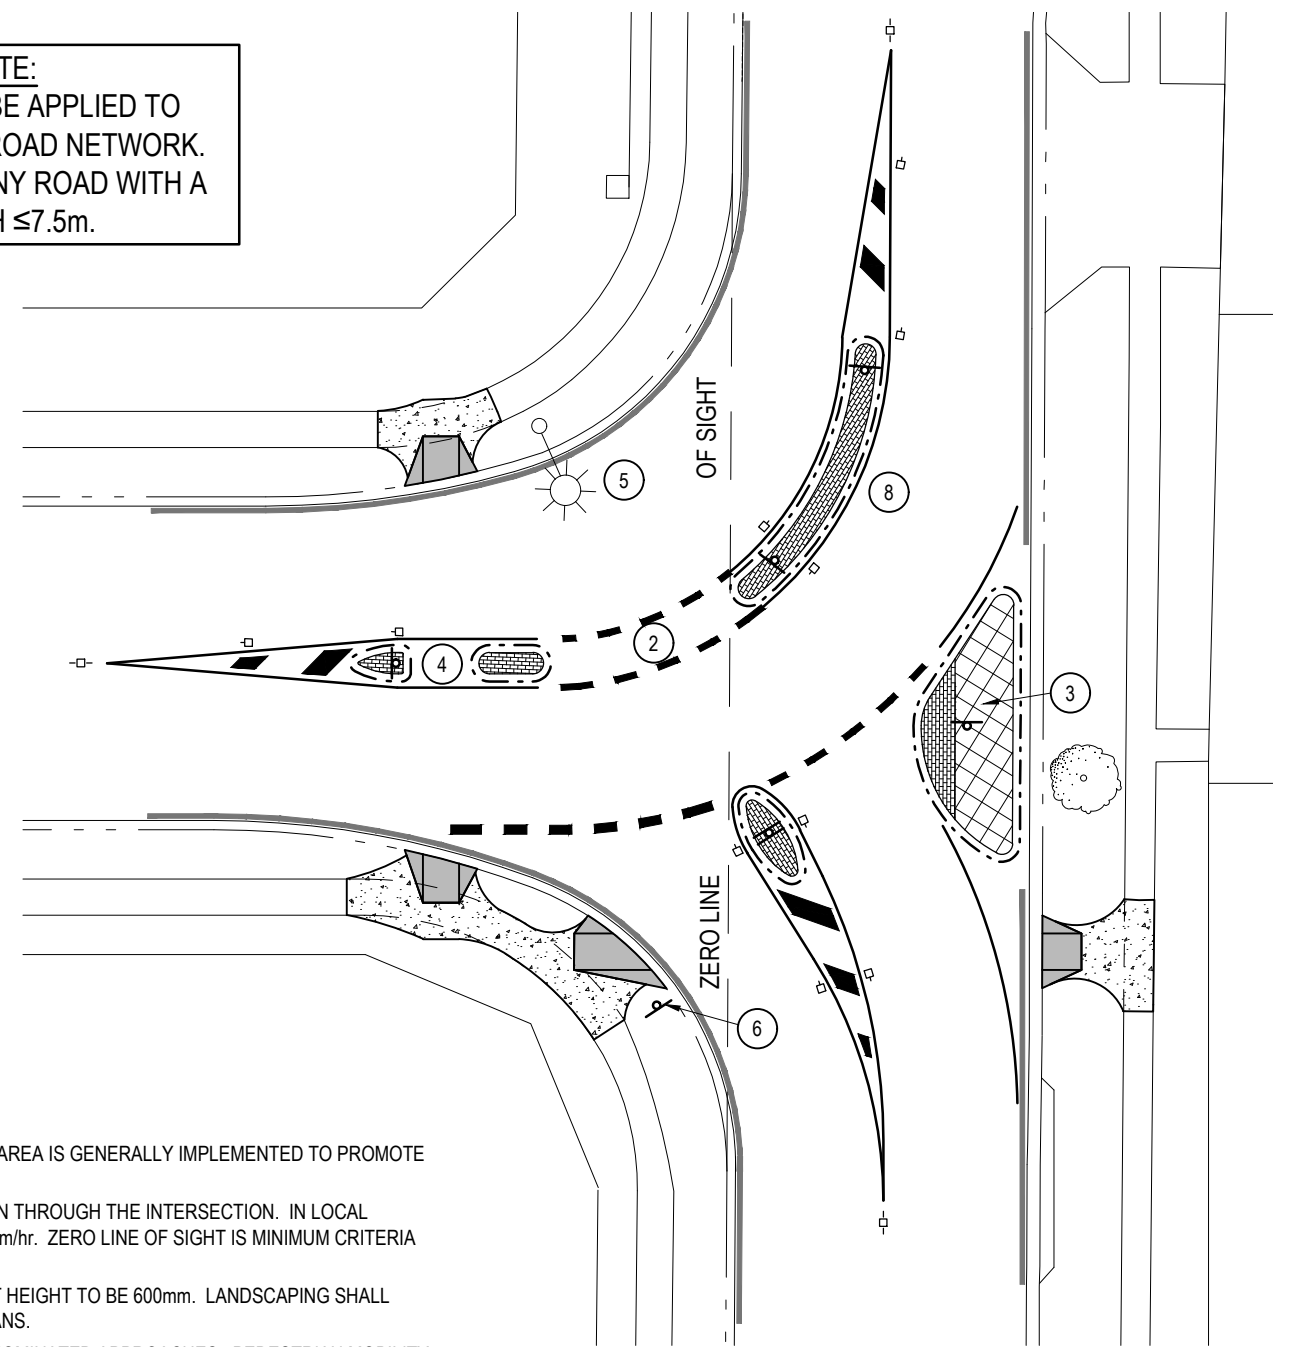 TE:
BE APPLIED TO
ROAD NETWORK.
NY ROAD WITH A
H ≤7.5m.
OF SIGHT
5
8
2
4
3
ZERO LINE
6
AREA IS GENERALLY IMPLEMENTED TO PROMOTE
N THROUGH THE INTERSECTION. IN LOCAL
m/hr. ZERO LINE OF SIGHT IS MINIMUM CRITERIA
HEIGHT TO BE 600mm. LANDSCAPING SHALL
ANS.